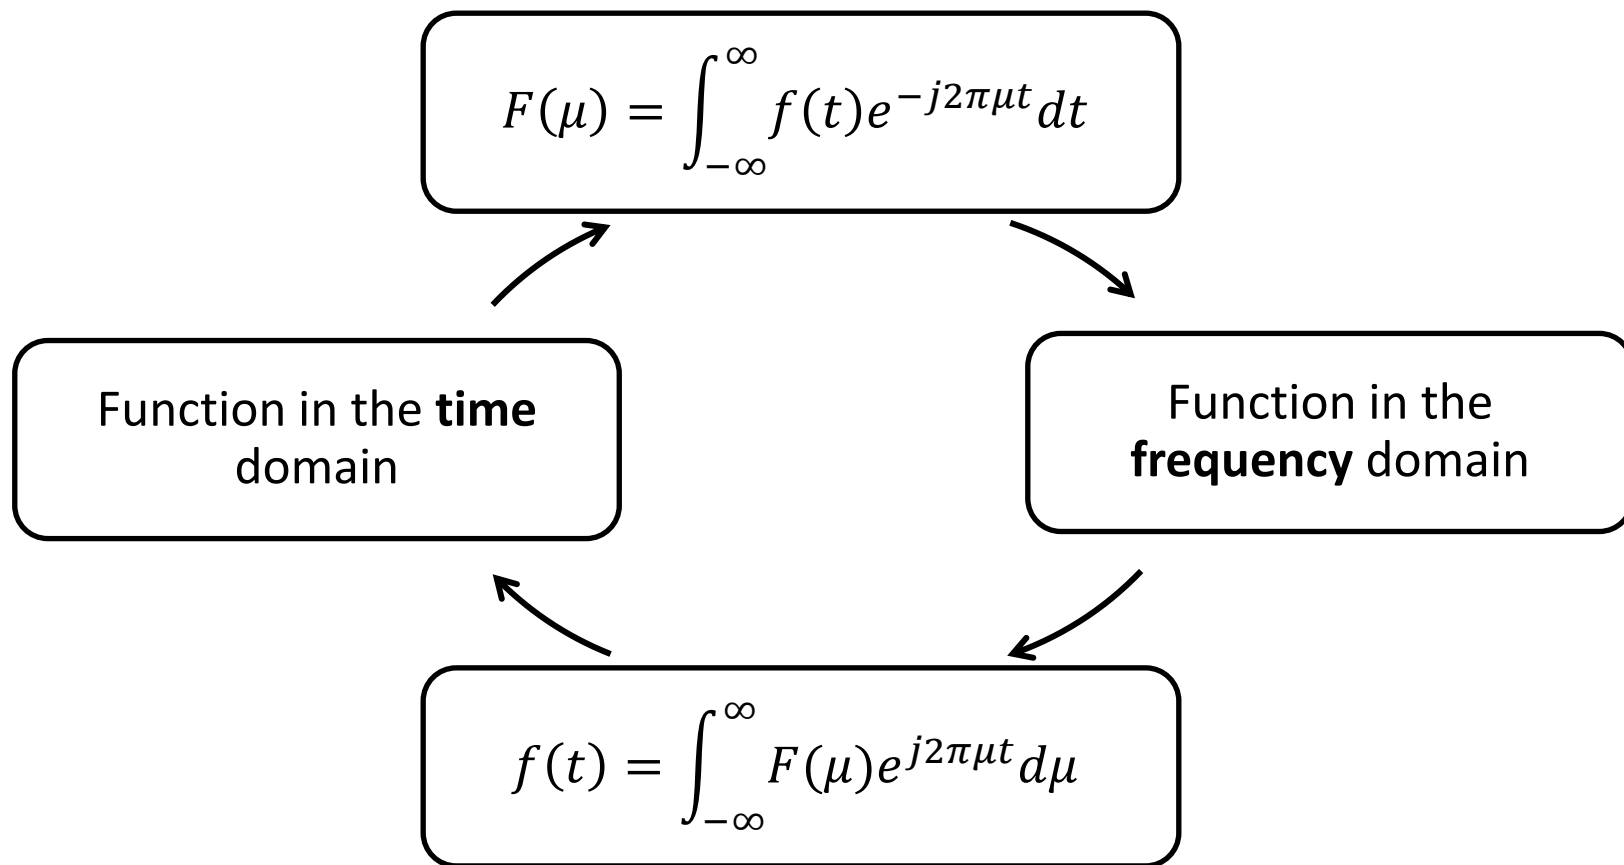 F(μ) = ∫_{-∞}^{∞} f(t)e^{-j2πμt}dt
Function in the time
domain
Function in the
frequency domain
f(t) = ∫_{-∞}^{∞} F(μ)e^{j2πμt}dμ